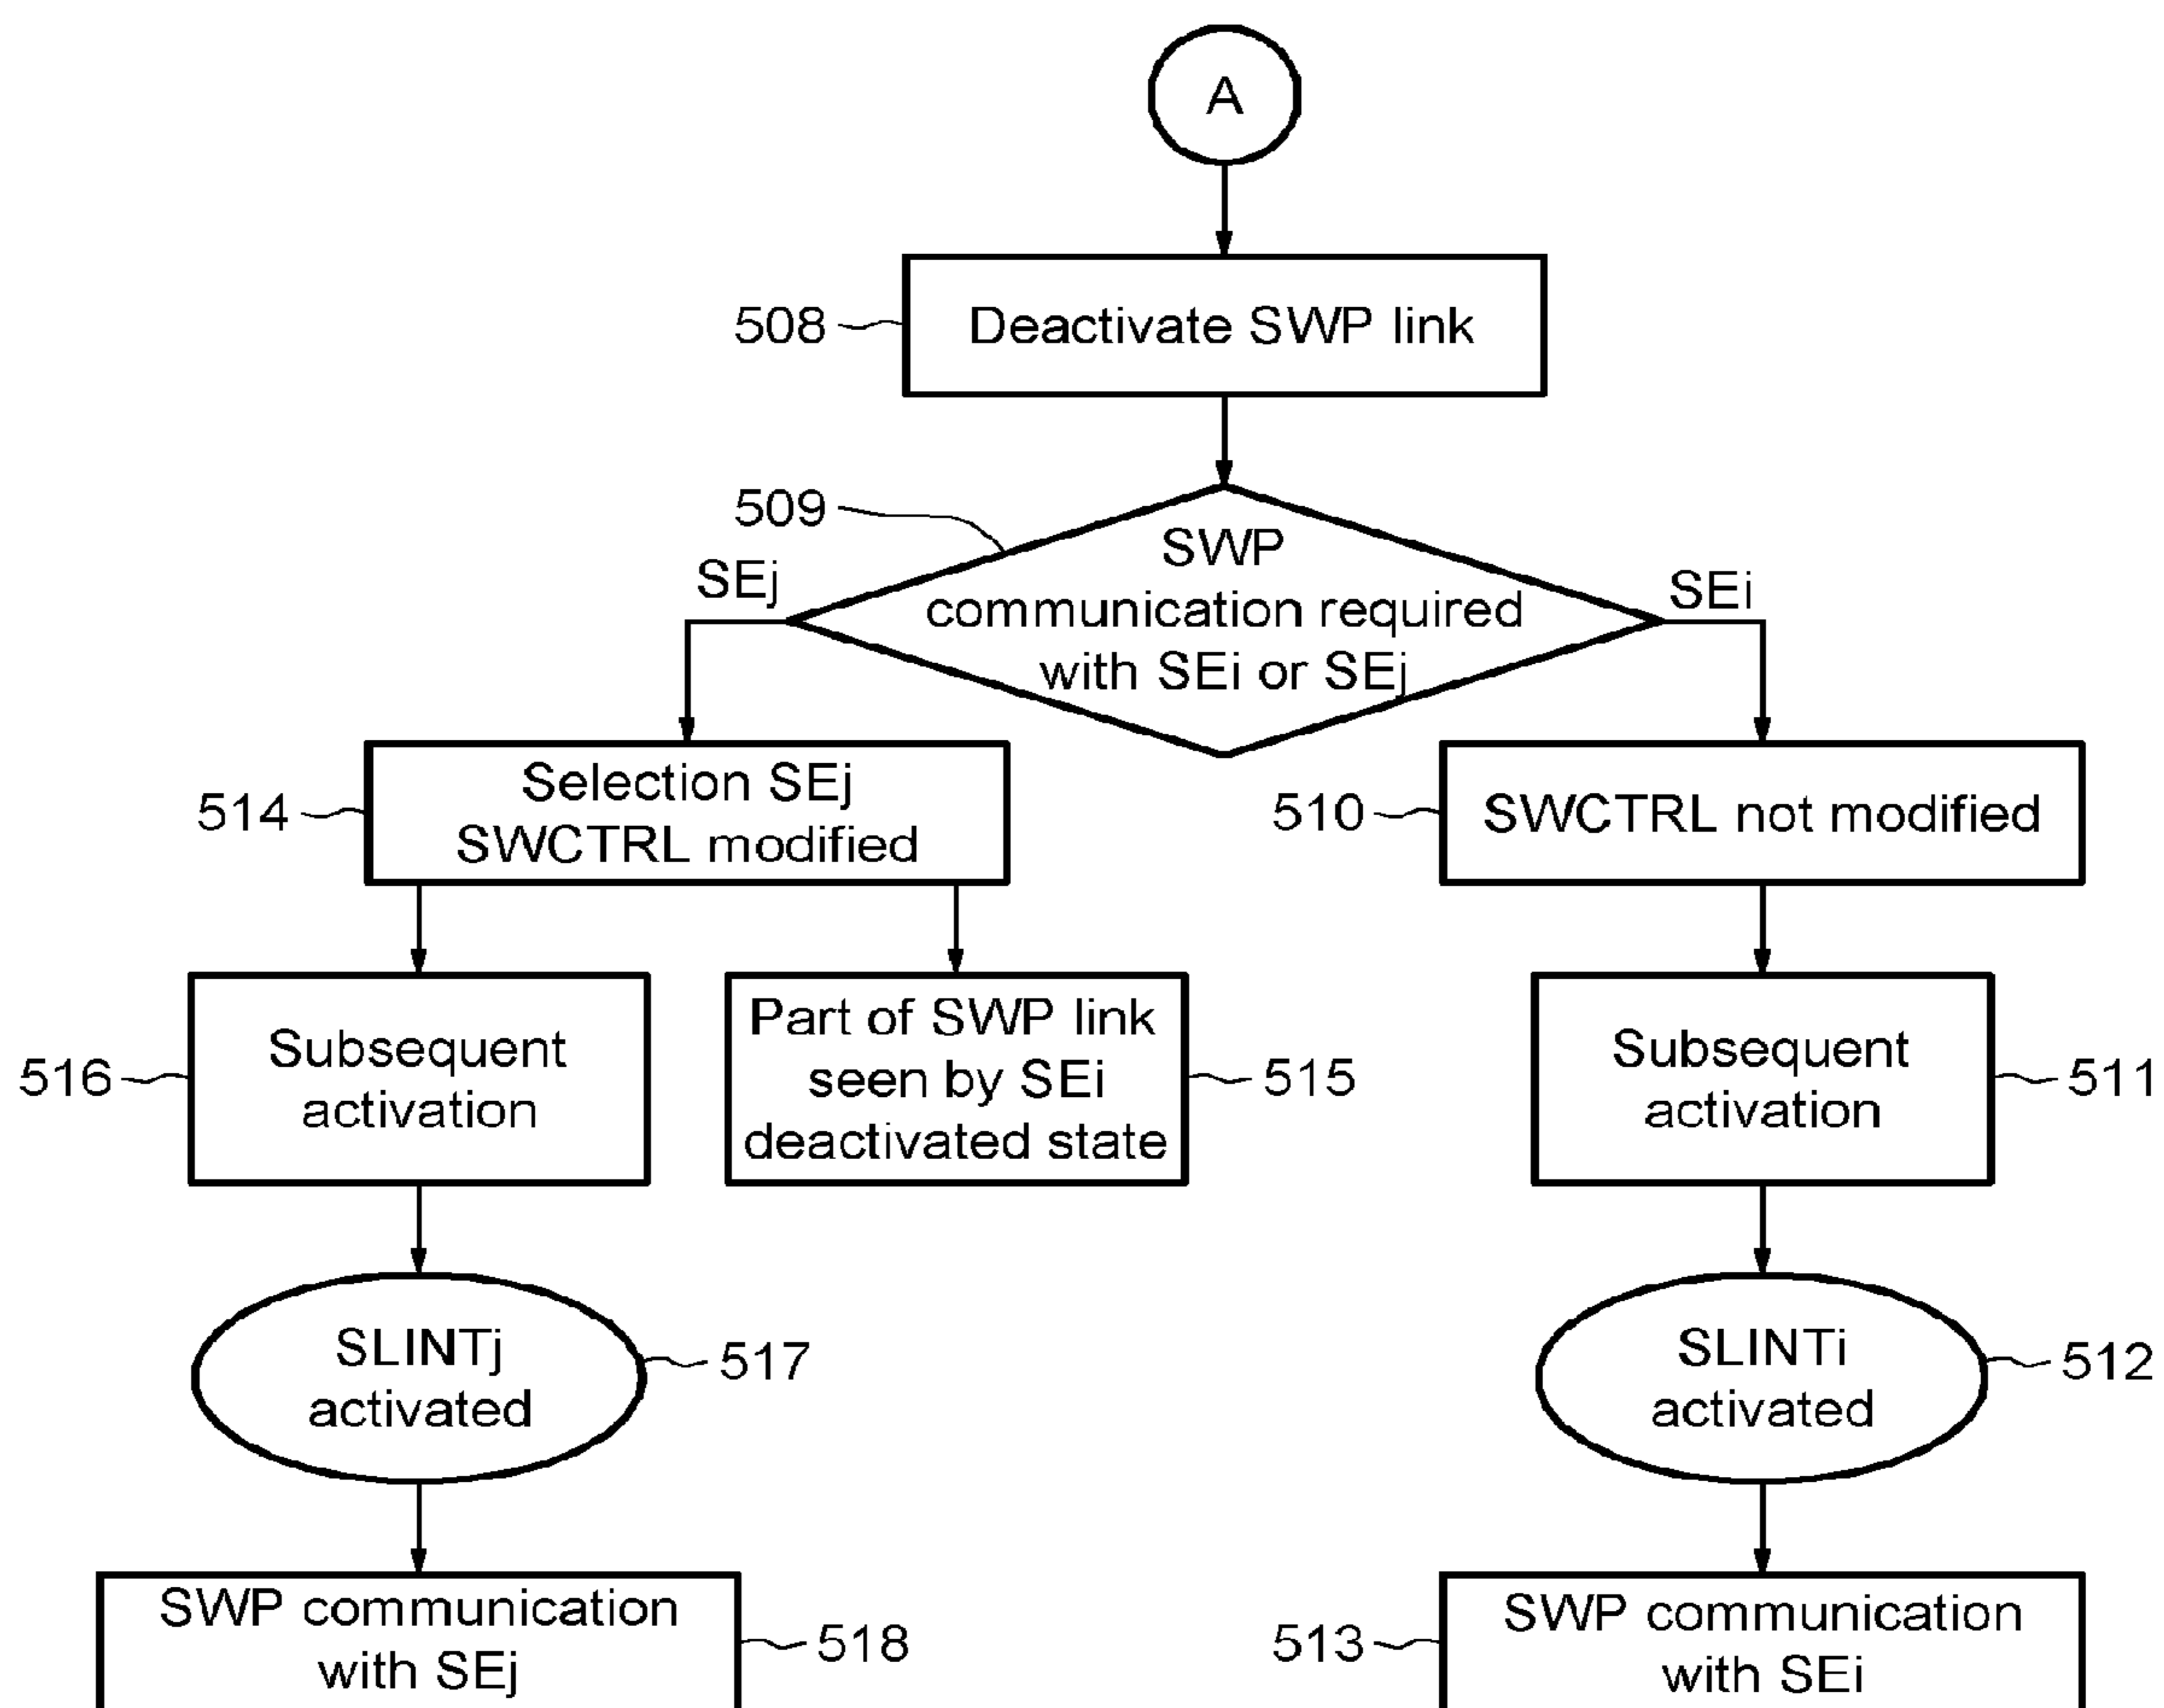 A
508
Deactivate SWP link
509
SWP
communication required
with SEi or SEj
SEj
SEi
514
Selection SEj
SWCTRL modified
510
SWCTRL not modified
516
Subsequent
activation
Part of SWP link
seen by SEi
deactivated state
515
Subsequent
activation
511
SLINTj
activated
517
SLINTi
activated
512
SWP communication
with SEj
518
513
SWP communication
with SEi